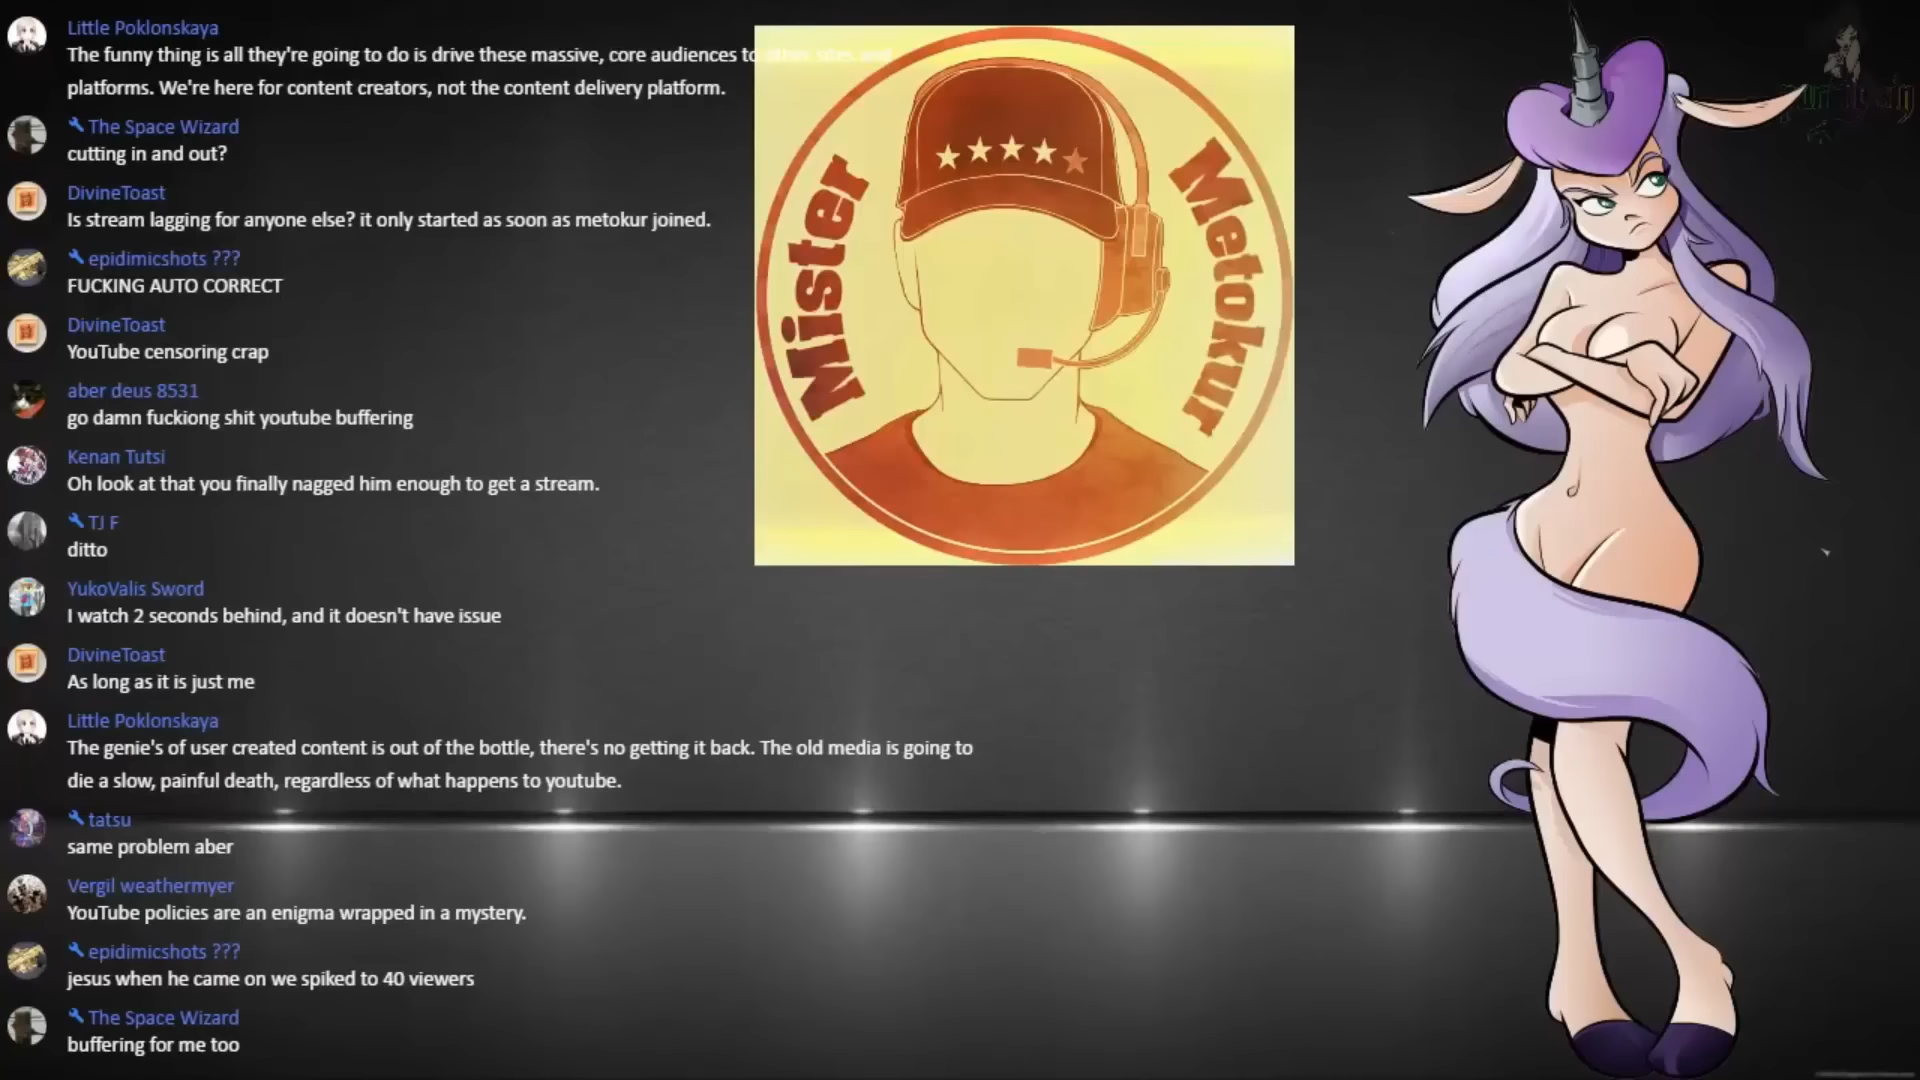 Little Poklonskaya
The funny thing is all they're going to do is drive these massive, core audiences to other sites and
platforms. We're here for content creators, not the content delivery platform.
The Space Wizard
cutting in and out?
DivineToast
Is stream lagging for anyone else? it only started as soon as metokur joined.
epidimicshots ???
FUCKING AUTO CORRECT
DivineToast
YouTube censoring crap
aber deus 8531
go damn fuckiong shit youtube buffering
Kenan Tutsi
Oh look at that you finally nagged him enough to get a stream.
TJ F
ditto
YukoValis Sword
I watch 2 seconds behind, and it doesn't have issue
DivineToast
As long as it is just me
Little Poklonskaya
The genie's of user created content is out of the bottle, there's no getting it back. The old media is going to
die a slow, painful death, regardless of what happens to youtube.
tatsu
same problem aber
Vergil weathermyer
YouTube policies are an enigma wrapped in a mystery.
epidimicshots ???
jesus when he came on we spiked to 40 viewers
The Space Wizard
buffering for me too
Mister
Metokur